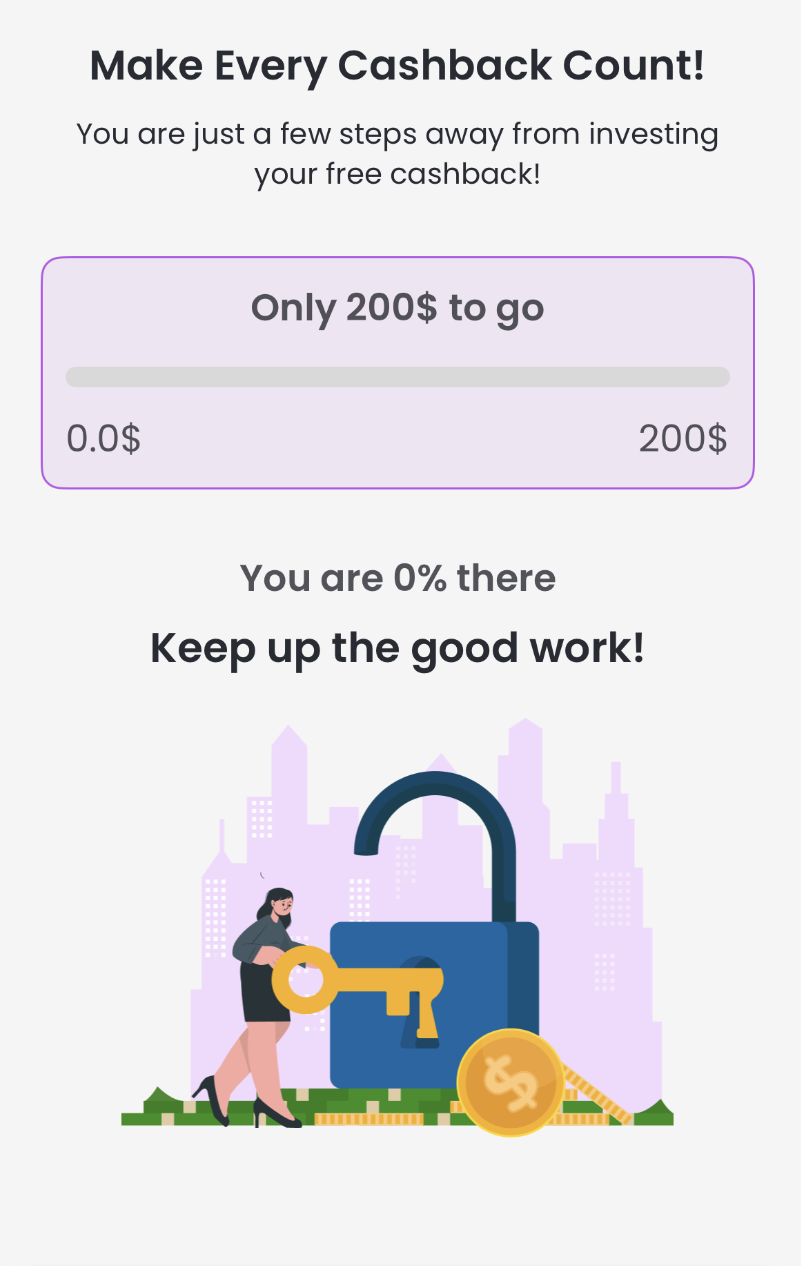 Make Every Cashback Count!
You are just a few steps away from investing
your free cashback!
Only 200$ to go
0.0$ 200$
You are 0% there
Keep up the good work!
$